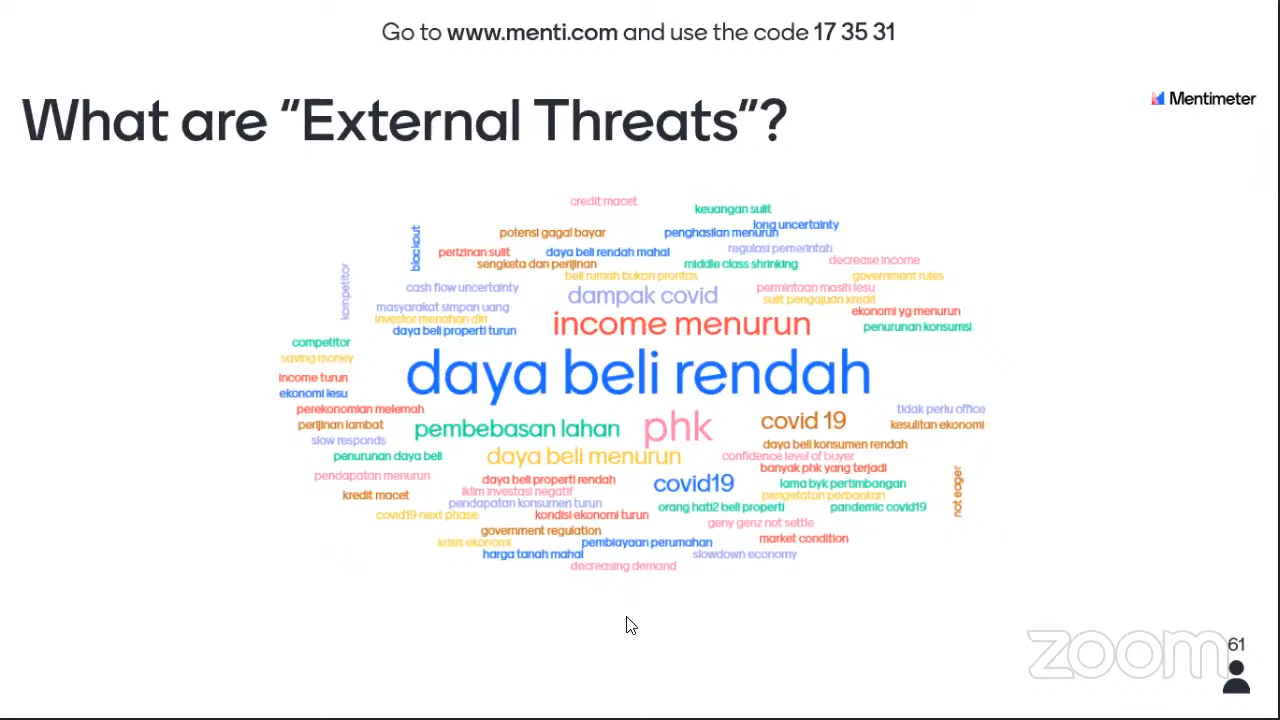 Go to www.menti.com and use the code 17 35 31
What are “External Threats”?
Mentimeter
credit macet
keuangan sulit
long uncertainty
blackout
potensi gagal bayar
penghasilan menurun
perizinan sulit
daya beli rendah mahal
regulasi pemerintah
sengketa dan perijinan
middle class shrinking
decrease income
kompetitor
beli rumah bukan proritas
government rules
cash flow uncertainty
dampak covid
permintaan masih lesu
sulit pengajuan kredit
masyarakat simpan uang
income menurun
ekonomi yg menurun
investor menahan diri
penurunan konsumsi
daya beli properti turun
competitor
saving money
daya beli rendah
income turun
ekonomi lesu
perekonomian melemah
tidak perlu office
perijinan lambat
pembebasan lahan
phk
covid 19
kesulitan ekonomi
slow responds
daya beli konsumen rendah
penurunan daya beli
daya beli menurun
confidence level of buyer
banyak phk yang terjadi
pendapatan menurun
daya beli properti rendah
covid19
lama byk pertimbangan
not eager
kredit macet
iklim investasi negatif
pengetatan perbankan
pendapatan konsumen turun
orang hati2 beli properti
pandemic covid19
covid19 next phase
kondisi ekonomi turun
geny genz not settle
government regulation
market condition
krisis ekonomi
pembiayaan perumahan
harga tanah mahal
slowdown economy
decreasing demand
zoom
61